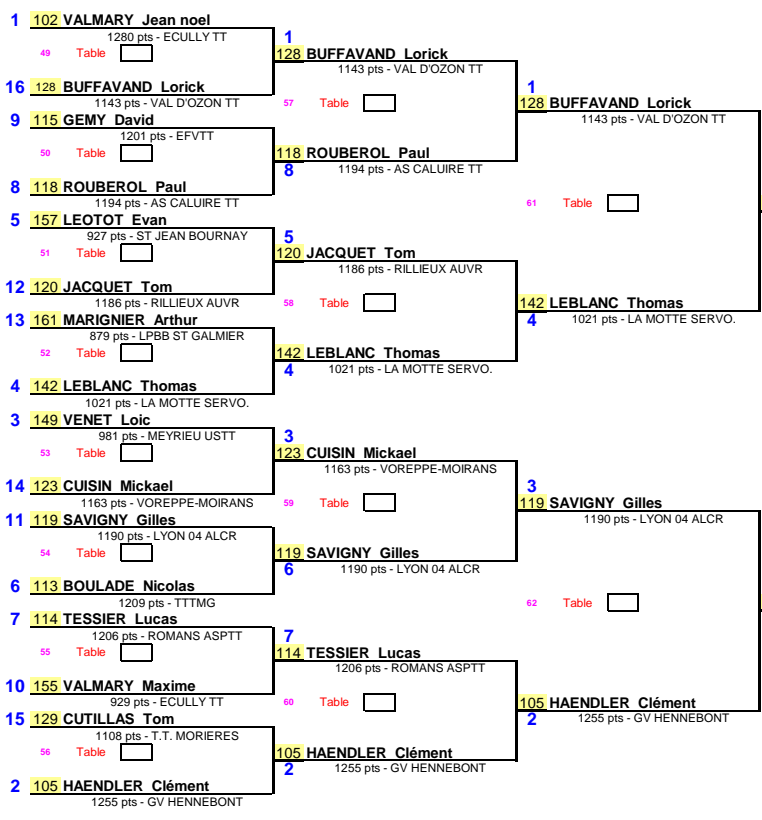 1 102 VALMARY Jean noel
1280 pts - ECULLY TT
49 Table
16 128 BUFFAVAND Lorick
1143 pts - VAL D'OZON TT
9 115 GEMY David
1201 pts - EFVTT
50 Table
8 118 ROUBEROL Paul
1194 pts - AS CALUIRE TT
5 157 LEOTOT Evan
927 pts - ST JEAN BOURNAY
51 Table
12 120 JACQUET Tom
1186 pts - RILLIEUX AUVR
13 161 MARIGNIER Arthur
879 pts - LPBB ST GALMIER
52 Table
4 142 LEBLANC Thomas
1021 pts - LA MOTTE SERVO.
3 149 VENET Loic
981 pts - MEYRIEU USTT
53 Table
14 123 CUISIN Mickael
1163 pts - VOREPPE-MOIRANS
11 119 SAVIGNY Gilles
1190 pts - LYON 04 ALCR
54 Table
6 113 BOULADE Nicolas
1209 pts - TTTMG
7 114 TESSIER Lucas
1206 pts - ROMANS ASPTT
55 Table
10 155 VALMARY Maxime
929 pts - ECULLY TT
15 129 CUTILLAS Tom
1108 pts - T.T. MORIERES
56 Table
2 105 HAENDLER Clément
1255 pts - GV HENNEBONT
1
128 BUFFAVAND Lorick
1143 pts - VAL D'OZON TT
57 Table
118 ROUBEROL Paul
8 1194 pts - AS CALUIRE TT
5
120 JACQUET Tom
1186 pts - RILLIEUX AUVR
58 Table
142 LEBLANC Thomas
4 1021 pts - LA MOTTE SERVO.
3
123 CUISIN Mickael
1163 pts - VOREPPE-MOIRANS
59 Table
119 SAVIGNY Gilles
6 1190 pts - LYON 04 ALCR
7
114 TESSIER Lucas
1206 pts - ROMANS ASPTT
60 Table
105 HAENDLER Clément
2 1255 pts - GV HENNEBONT
1
128 BUFFAVAND Lorick
1143 pts - VAL D'OZON TT
61 Table
142 LEBLANC Thomas
4 1021 pts - LA MOTTE SERVO.
3
119 SAVIGNY Gilles
1190 pts - LYON 04 ALCR
62 Table
105 HAENDLER Clément
2 1255 pts - GV HENNEBONT